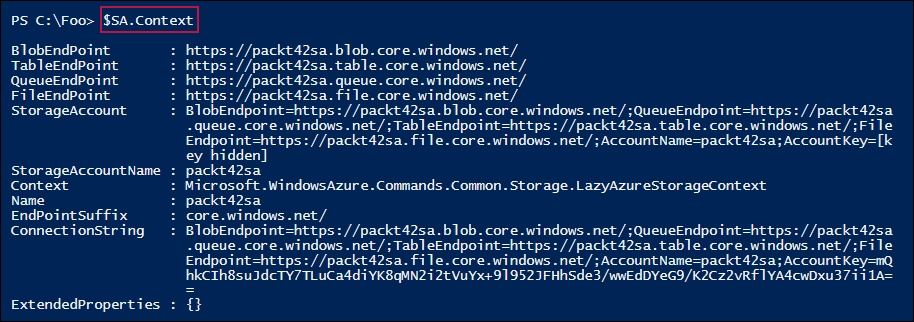 PS C:\Foo> $SA.Context
BlobEndPoint : https://packt42sa.blob.core.windows.net/
TableEndPoint : https://packt42sa.table.core.windows.net/
QueueEndPoint : https://packt42sa.queue.core.windows.net/
FileEndPoint : https://packt42sa.file.core.windows.net/
StorageAccount : BlobEndpoint=https://packt42sa.blob.core.windows.net/;QueueEndpoint=https://packt42sa
.queue.core.windows.net/;TableEndpoint=https://packt42sa.table.core.windows.net/;File
Endpoint=https://packt42sa.file.core.windows.net/;AccountName=packt42sa;AccountKey=[k
ey hidden]
StorageAccountName : packt42sa
Context : Microsoft.WindowsAzure.Commands.Common.Storage.LazyAzureStorageContext
Name : packt42sa
EndPointSuffix : core.windows.net/
ConnectionString : BlobEndpoint=https://packt42sa.blob.core.windows.net/;QueueEndpoint=https://packt42sa
.queue.core.windows.net/;TableEndpoint=https://packt42sa.table.core.windows.net/;File
Endpoint=https://packt42sa.file.core.windows.net/;AccountName=packt42sa;AccountKey=mQ
hkCIh8suJdcTY7TLuCa4diYK8qMN2i2tVuYx+9l952JFHhSde3/wwEdDYeG9/K2Cz2vRflYA4cwDxu37ii1A=
=
ExtendedProperties : {}